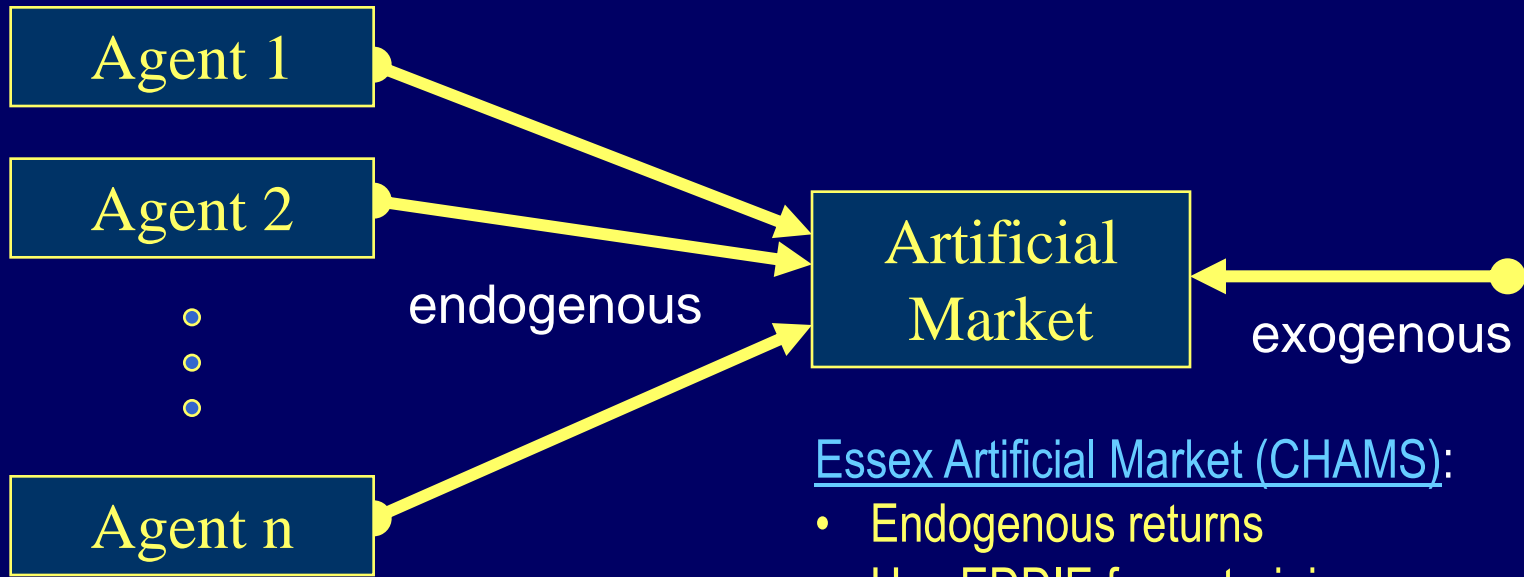 Agent 1
Agent 2
endogenous
Agent n
Artificial
Market
exogenous
Essex Artificial Market (CHAMS):
• Endogenous returns